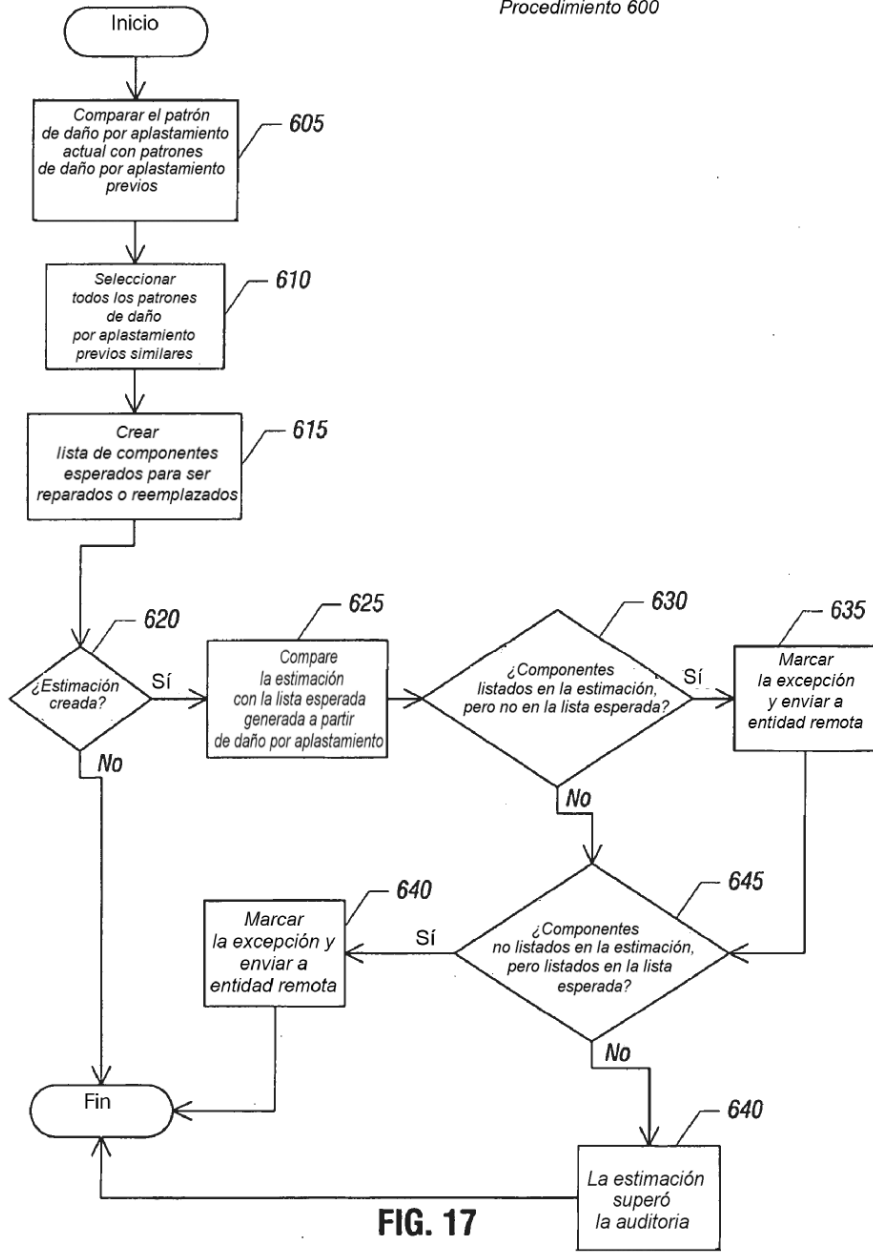 Procedimiento 600
Inicio
Comparar el patrón
de daño por aplastamiento
actual con patrones
de daño por aplastamiento
previos
605
Seleccionar
todos los patrones
de daño
por aplastamiento
previos similares
610
Crear
lista de componentes
esperados para ser
reparados o reemplazados
615
620
¿Estimación
creada?
Sí
No
625
Compare
la estimación
con la lista esperada
generada a partir
de daño por aplastamiento
630
¿Componentes
listados en la estimación,
pero no en la lista esperada?
Sí
No
635
Marcar
la excepción
y enviar a
entidad remota
645
¿Componentes
no listados en la estimación,
pero listados en la lista
esperada?
Sí
No
640
Marcar
la excepción y
enviar a
entidad remota
Fin
640
La estimación
superó
la auditoria
FIG. 17